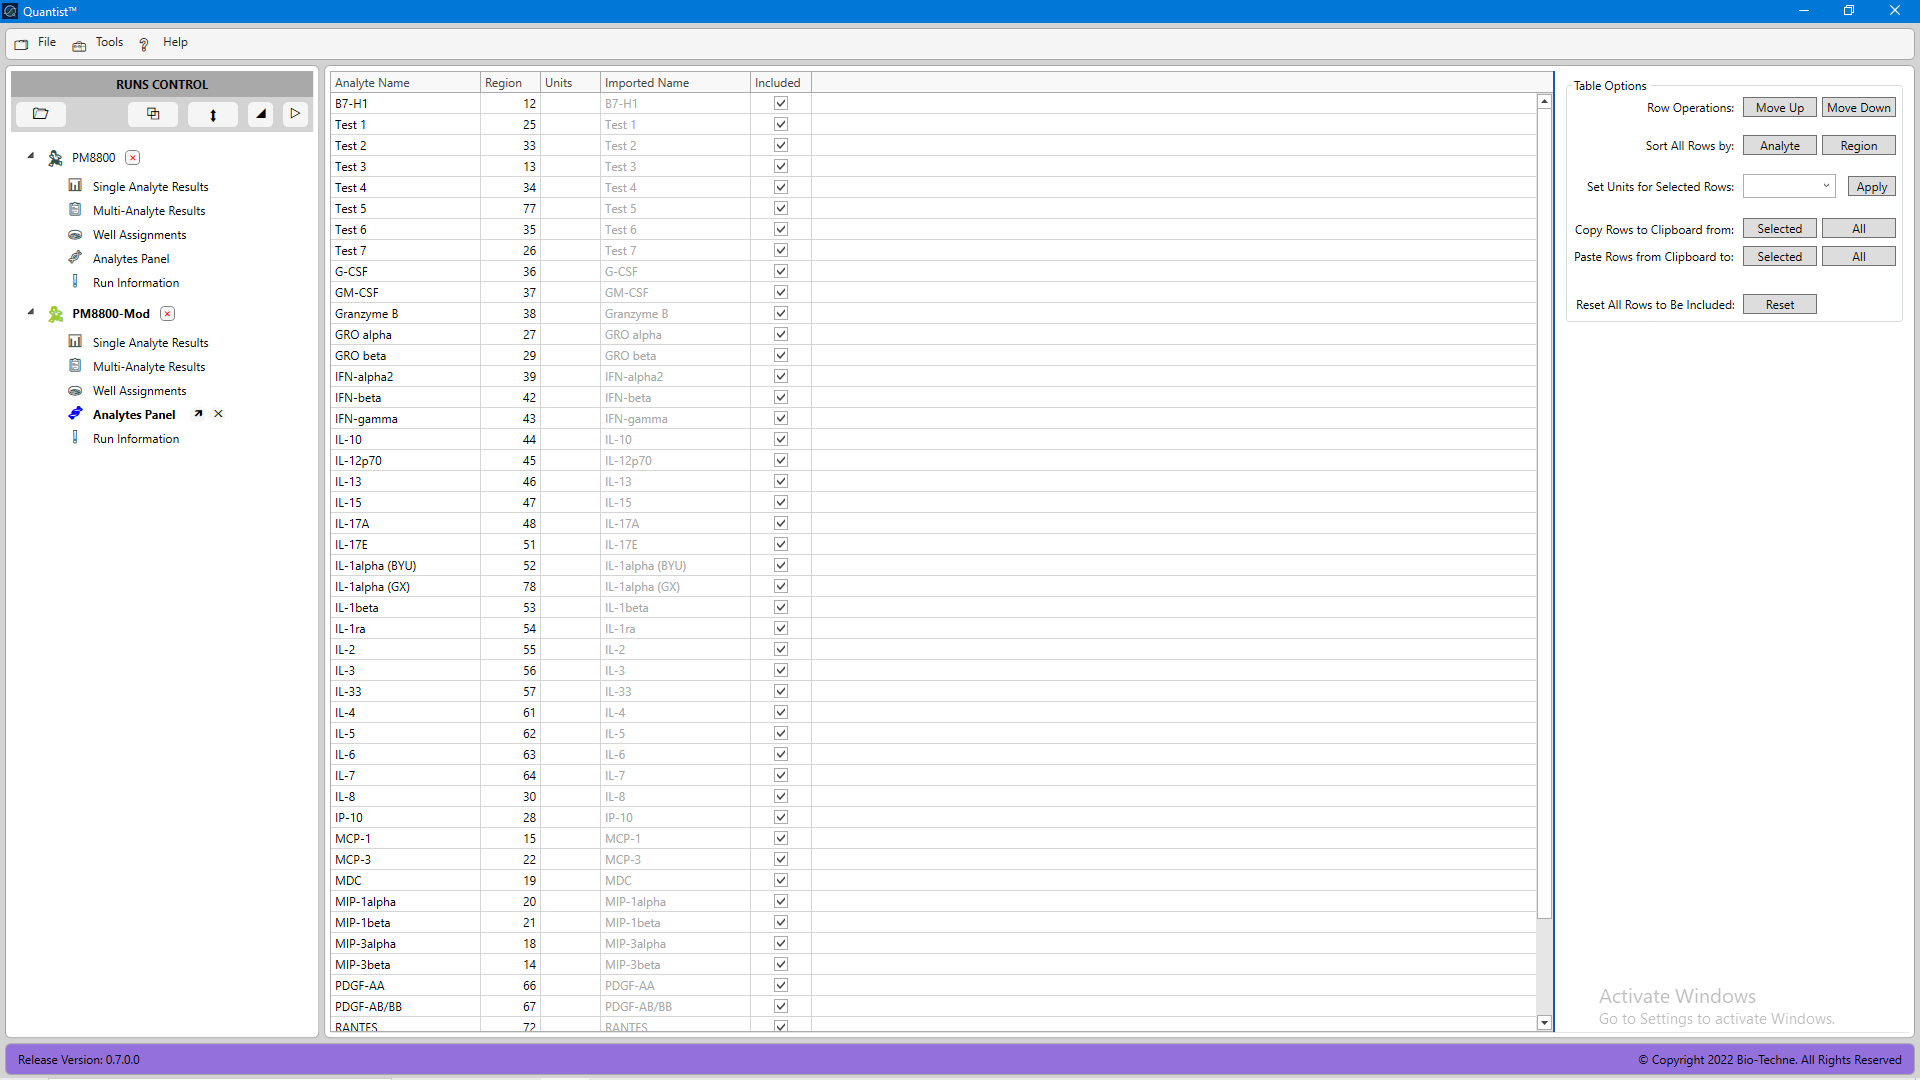 Quantist™
File Tools Help
RUNS CONTROL
PM8800
Single Analyte Results
Multi-Analyte Results
Well Assignments
Analytes Panel
Run Information
PM8800-Mod
Single Analyte Results
Multi-Analyte Results
Well Assignments
Analytes Panel
Run Information
Analyte Name Region Units Imported Name Included
B7-H1 12 B7-H1
Test 1 25 Test 1
Test 2 33 Test 2
Test 3 13 Test 3
Test 4 34 Test 4
Test 5 77 Test 5
Test 6 35 Test 6
Test 7 26 Test 7
G-CSF 36 G-CSF
GM-CSF 37 GM-CSF
Granzyme B 38 Granzyme B
GRO alpha 27 GRO alpha
GRO beta 29 GRO beta
IFN-alpha2 39 IFN-alpha2
IFN-beta 42 IFN-beta
IFN-gamma 43 IFN-gamma
IL-10 44 IL-10
IL-12p70 45 IL-12p70
IL-13 46 IL-13
IL-15 47 IL-15
IL-17A 48 IL-17A
IL-17E 51 IL-17E
IL-1alpha (BYU) 52 IL-1alpha (BYU)
IL-1alpha (GX) 78 IL-1alpha (GX)
IL-1beta 53 IL-1beta
IL-1ra 54 IL-1ra
IL-2 55 IL-2
IL-3 56 IL-3
IL-33 57 IL-33
IL-4 61 IL-4
IL-5 62 IL-5
IL-6 63 IL-6
IL-7 64 IL-7
IL-8 30 IL-8
IP-10 28 IP-10
MCP-1 15 MCP-1
MCP-3 22 MCP-3
MDC 19 MDC
MIP-1alpha 20 MIP-1alpha
MIP-1beta 21 MIP-1beta
MIP-3alpha 18 MIP-3alpha
MIP-3beta 14 MIP-3beta
PDGF-AA 66 PDGF-AA
PDGF-AB/BB 67 PDGF-AB/BB
RANTES 72 RANTES
Table Options
Row Operations: Move Up Move Down
Sort All Rows by: Analyte Region
Set Units for Selected Rows: Apply
Copy Rows to Clipboard from: Selected All
Paste Rows from Clipboard to: Selected All
Reset All Rows to Be Included: Reset
Activate Windows
Go to Settings to activate Windows.
Release Version: 0.7.0.0
© Copyright 2022 Bio-Techne. All Rights Reserved